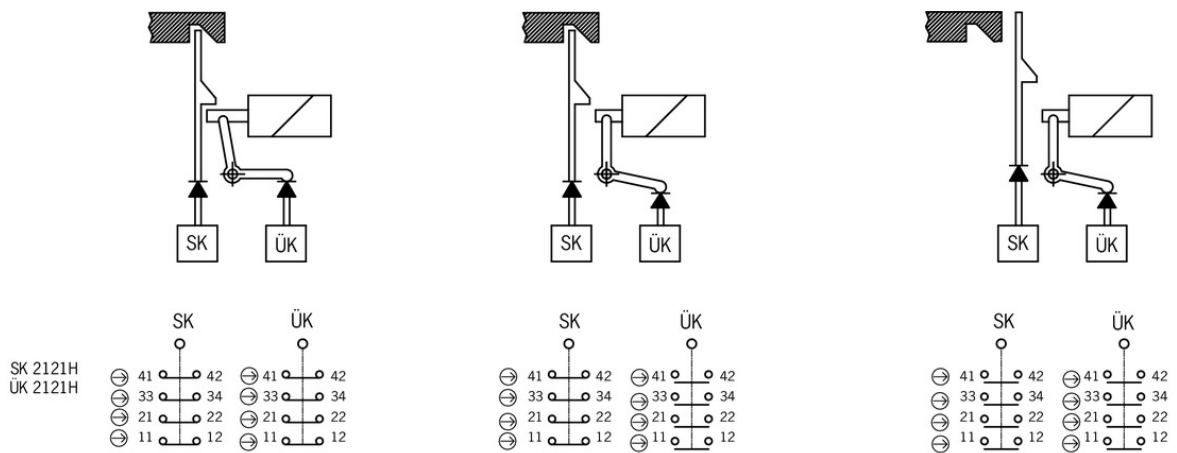 SK ÜK SK ÜK SK ÜK
SK ÜK SK ÜK SK ÜK
SK 2121H
ÜK 2121H
41 42 41 42 41 42 41 42 41 42 41 42
33 34 33 34 33 34 33 34 33 34 33 34
21 22 21 22 21 22 21 22 21 22 21 22
11 12 11 12 11 12 11 12 11 12 11 12